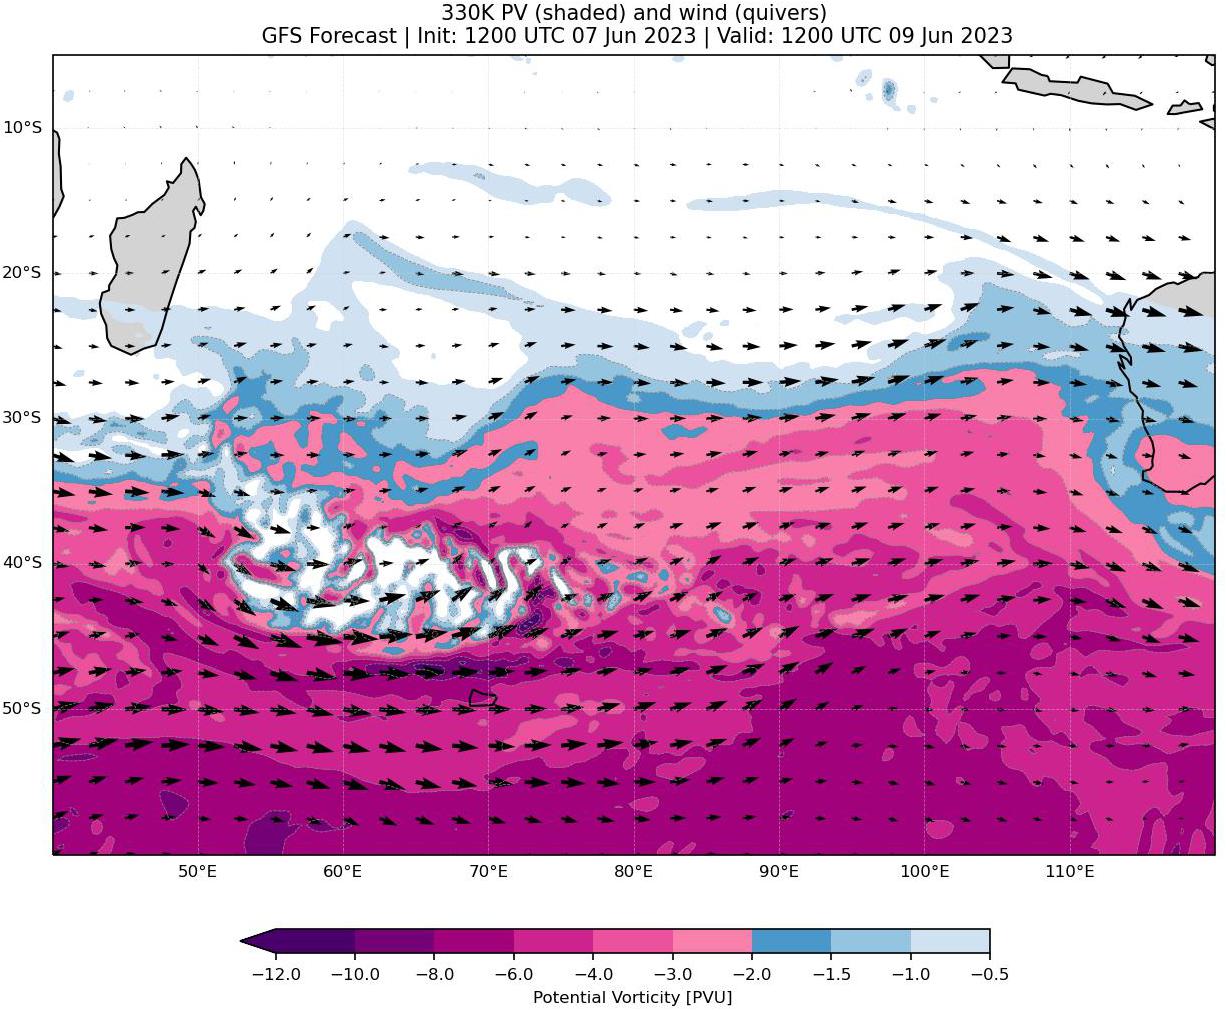 330K PV (shaded) and wind (quivers)
GFS Forecast | Init: 1200 UTC 07 Jun 2023 | Valid: 1200 UTC 09 Jun 2023
10°S
20°S
30°S
40°S
50°S
50°E 60°E 70°E 80°E 90°E 100°E 110°E
−12.0 −10.0 −8.0 −6.0 −4.0 −3.0 −2.0 −1.5 −1.0 −0.5
Potential Vorticity [PVU]